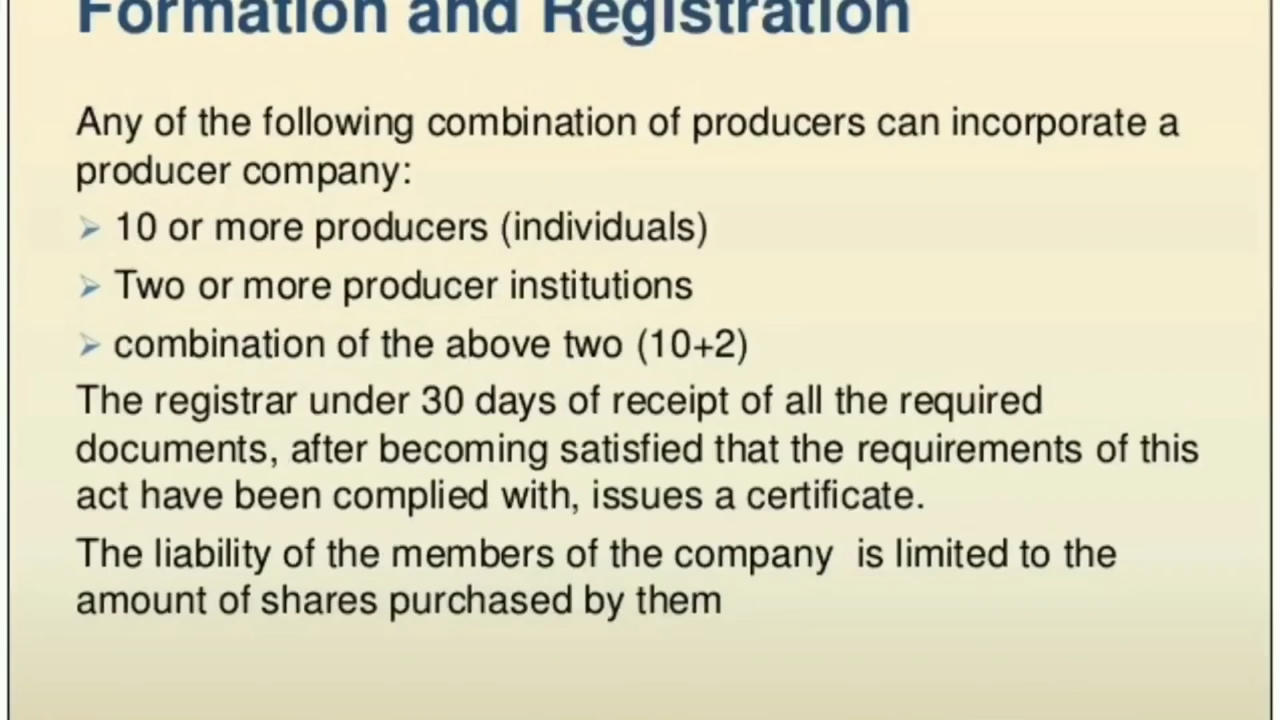 Formation and Registration
Any of the following combination of producers can incorporate a
producer company:
➢ 10 or more producers (individuals)
➢ Two or more producer institutions
➢ combination of the above two (10+2)
The registrar under 30 days of receipt of all the required
documents, after becoming satisfied that the requirements of this
act have been complied with, issues a certificate.
The liability of the members of the company is limited to the
amount of shares purchased by them